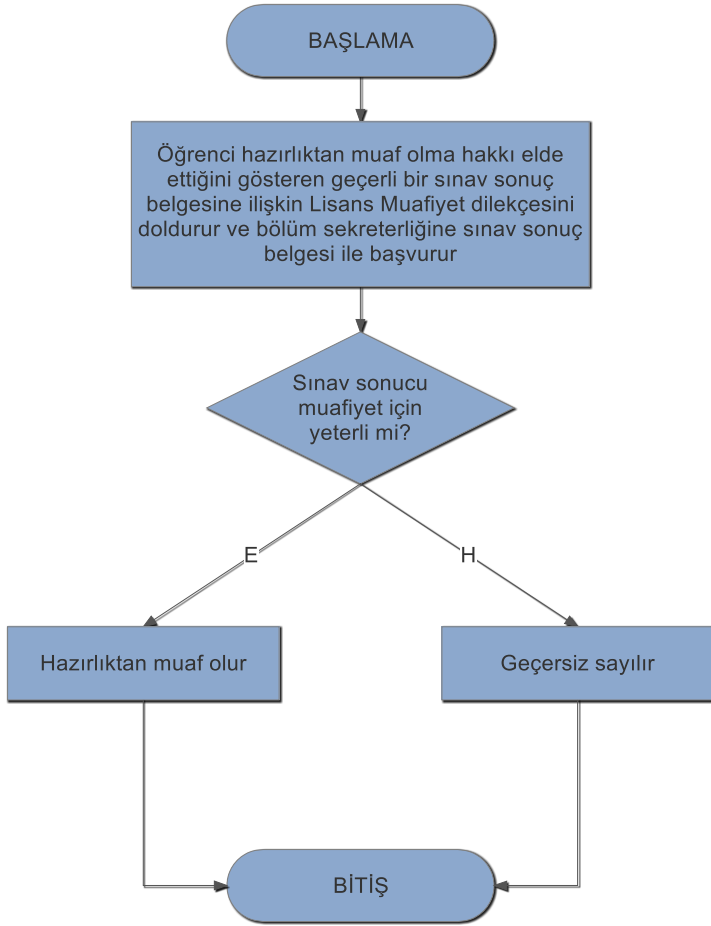 BAŞLAMA
Öğrenci hazırlıktan muaf olma hakkı elde
ettiğini gösteren geçerli bir sınav sonuç
belgesine ilişkin Lisans Muafiyet dilekçesini
doldurur ve bölüm sekreterliğine sınav sonuç
belgesi ile başvurur
Sınav sonucu
muafiyet için
yeterli mi?
E
H
Hazırlıktan muaf olur
Geçersiz sayılır
BİTİŞ